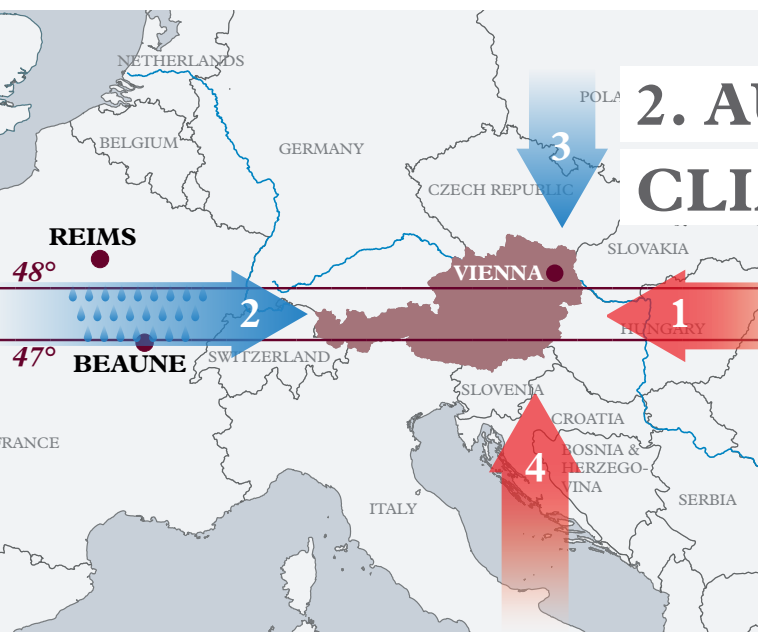 NETHERLANDS
2. AU
POLA
3
BELGIUM
GERMANY
CZECH REPUBLIC
CLI
REIMS
SLOVAKIA
48°
VIENNA
2
1
HUNGARY
47°
BEAUNE
SWITZERLAND
SLOVENIA
CROATIA
FRANCE
4
BOSNIA &
HERZEGO-
VINA
ITALY
SERBIA